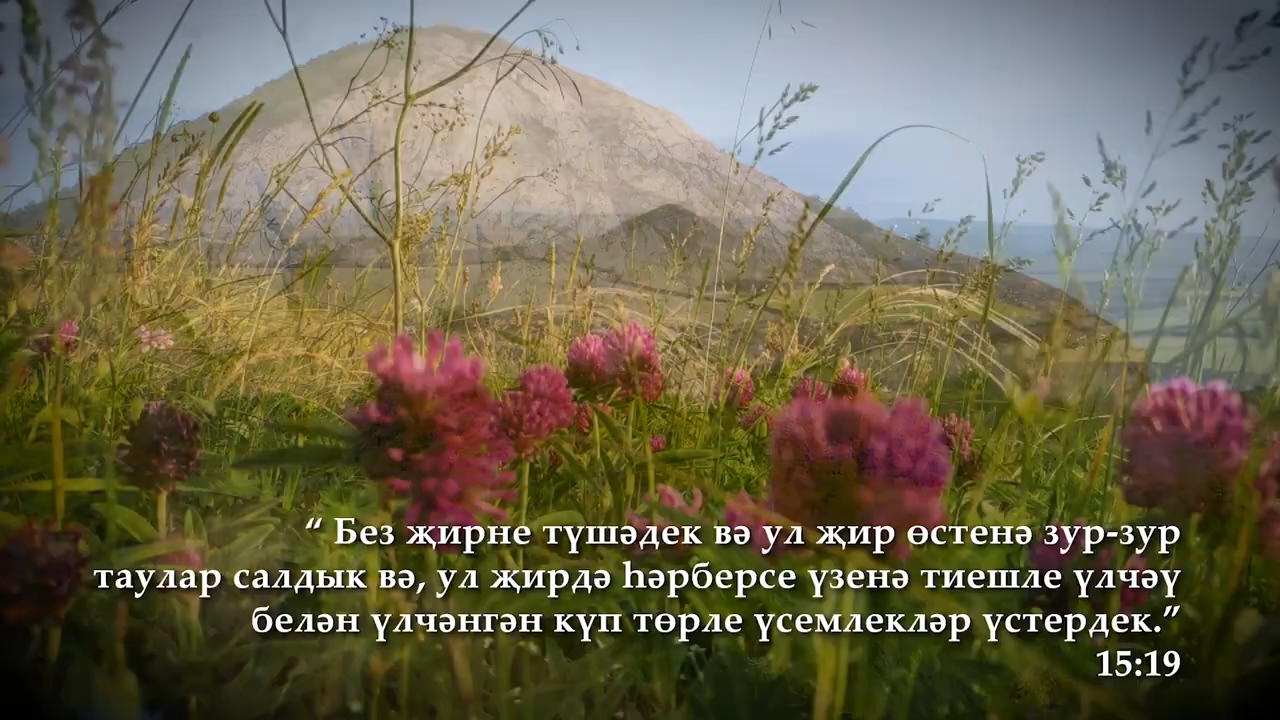 “ Без җирне түшәдек вә ул җир өстенә зур-зур
таулар салдык вә, ул җирдә һәрберсе үзенә тиешле үлчәү
белән үлчәнгән күп төрле үсемлекләр үстердек.”
15:19